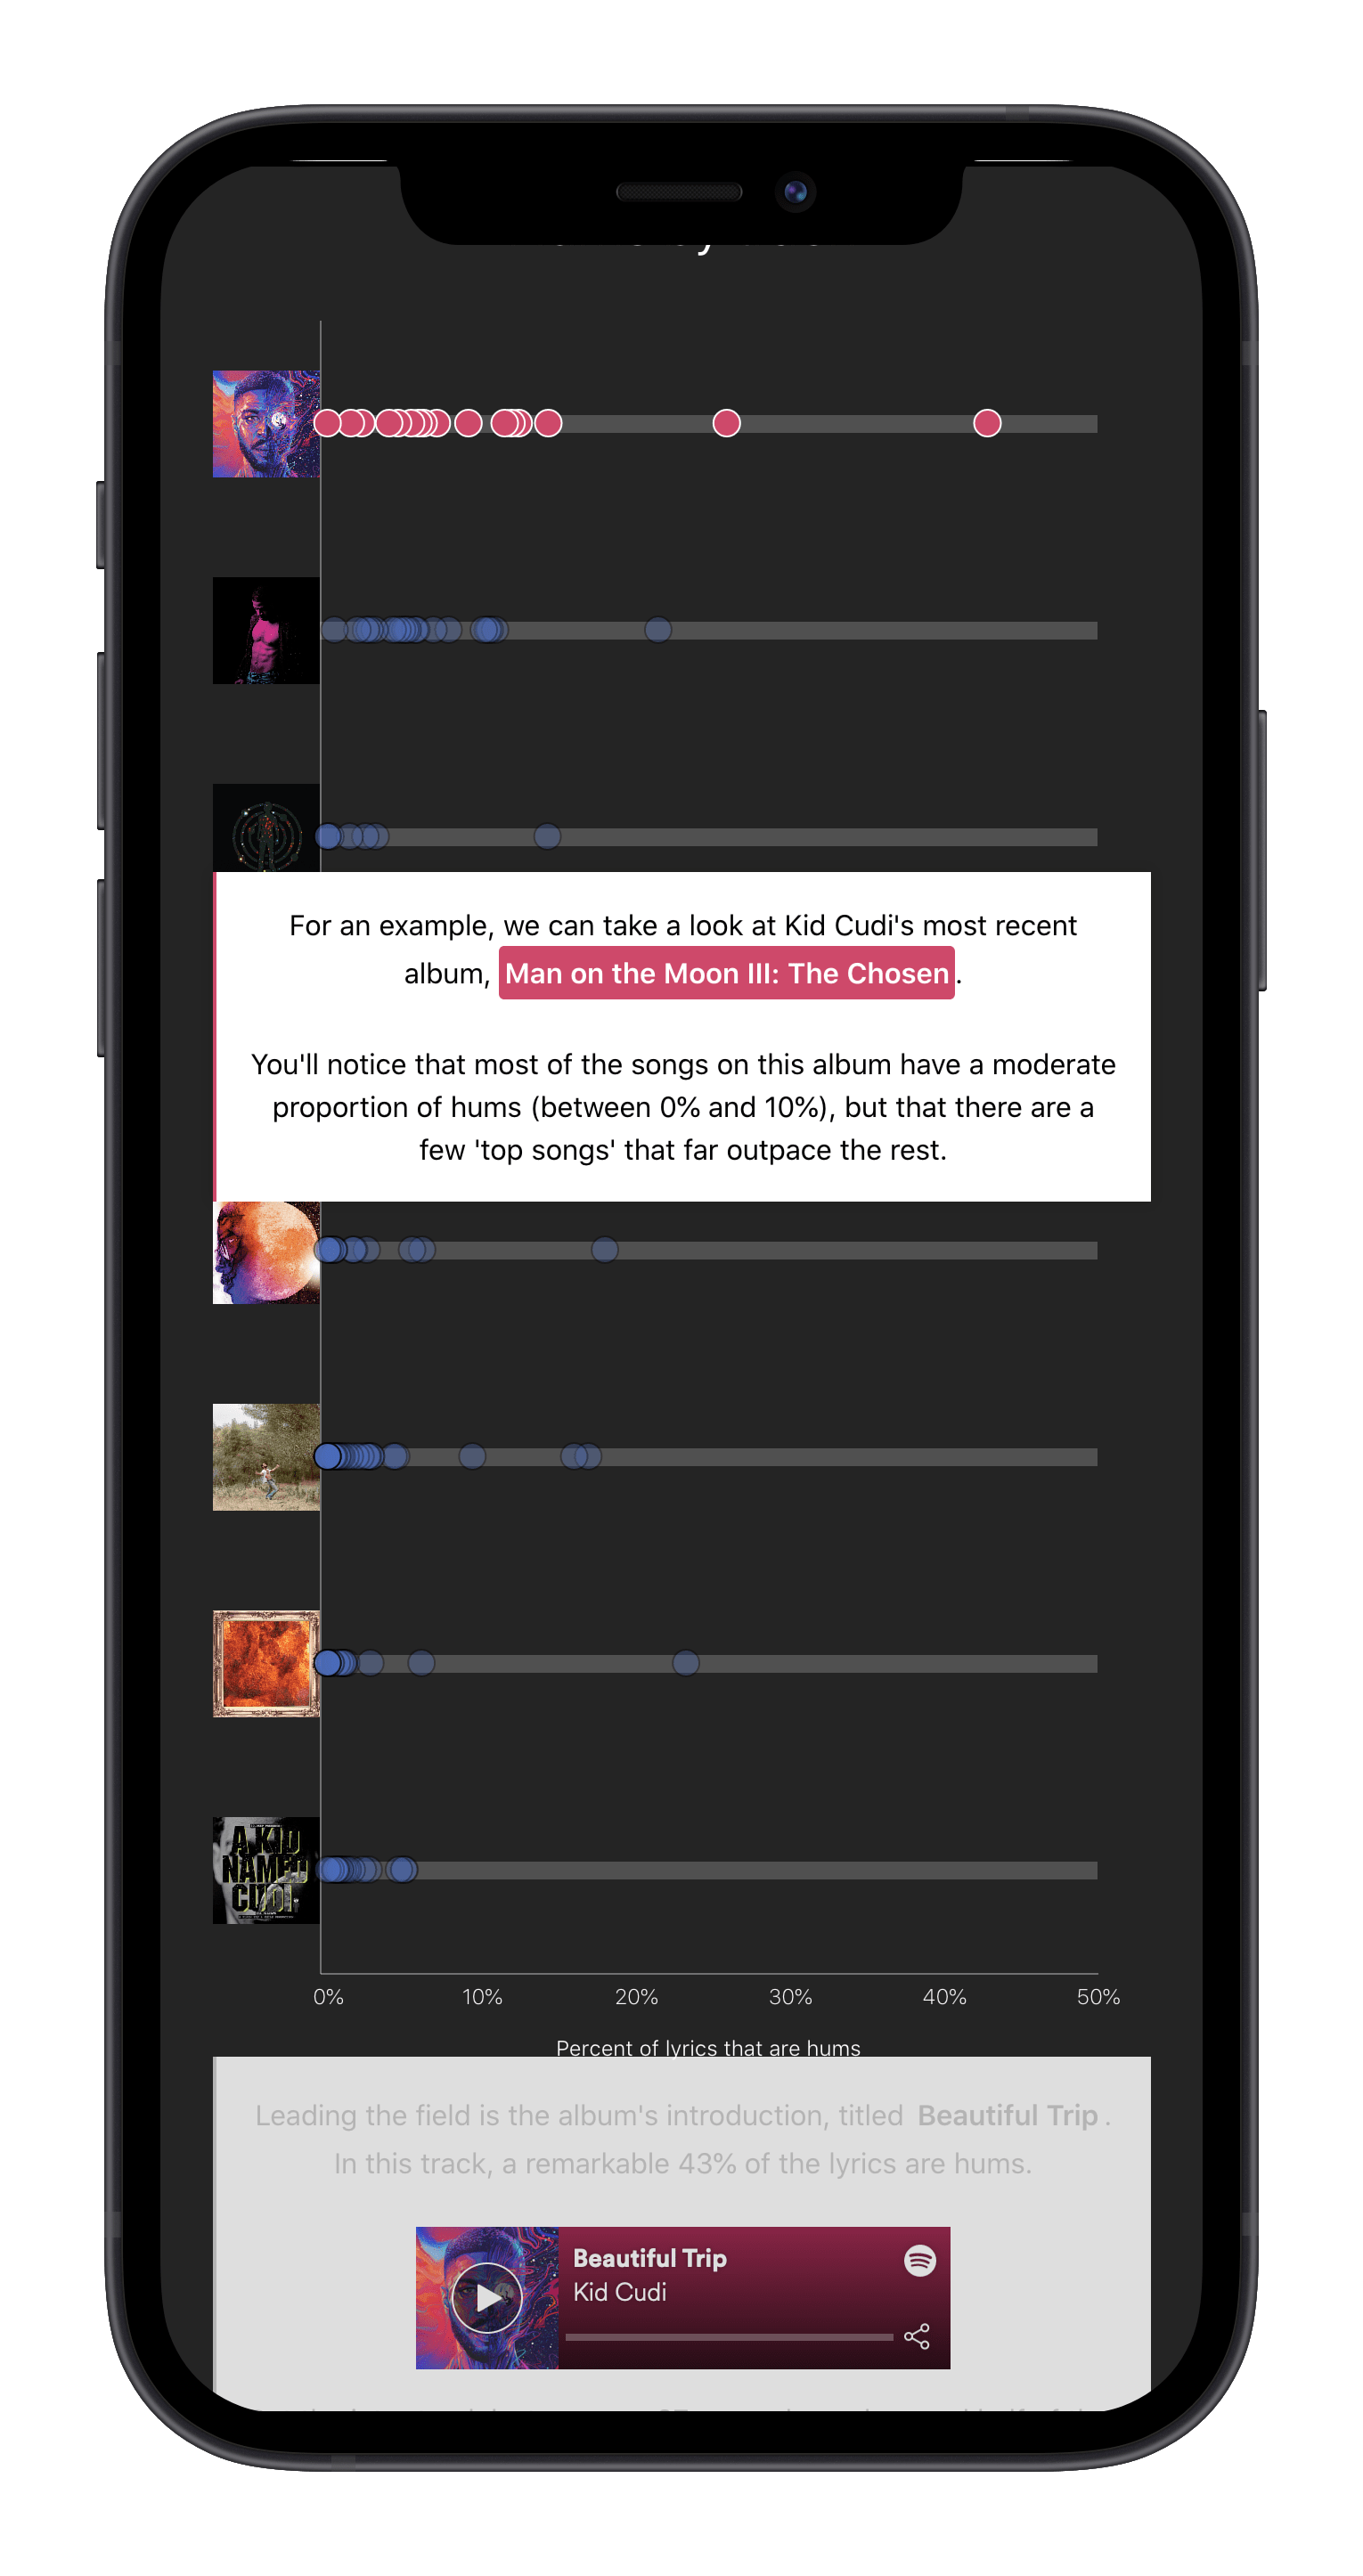 For an example, we can take a look at Kid Cudi's most recent
album, Man on the Moon III: The Chosen.
You'll notice that most of the songs on this album have a moderate
proportion of hums (between 0% and 10%), but that there are a
few 'top songs' that far outpace the rest.
A KID
NAMED
CUDI
0% 10% 20% 30% 40% 50%
Percent of lyrics that are hums
Leading the field is the album's introduction, titled Beautiful Trip.
In this track, a remarkable 43% of the lyrics are hums.
Beautiful Trip
Kid Cudi